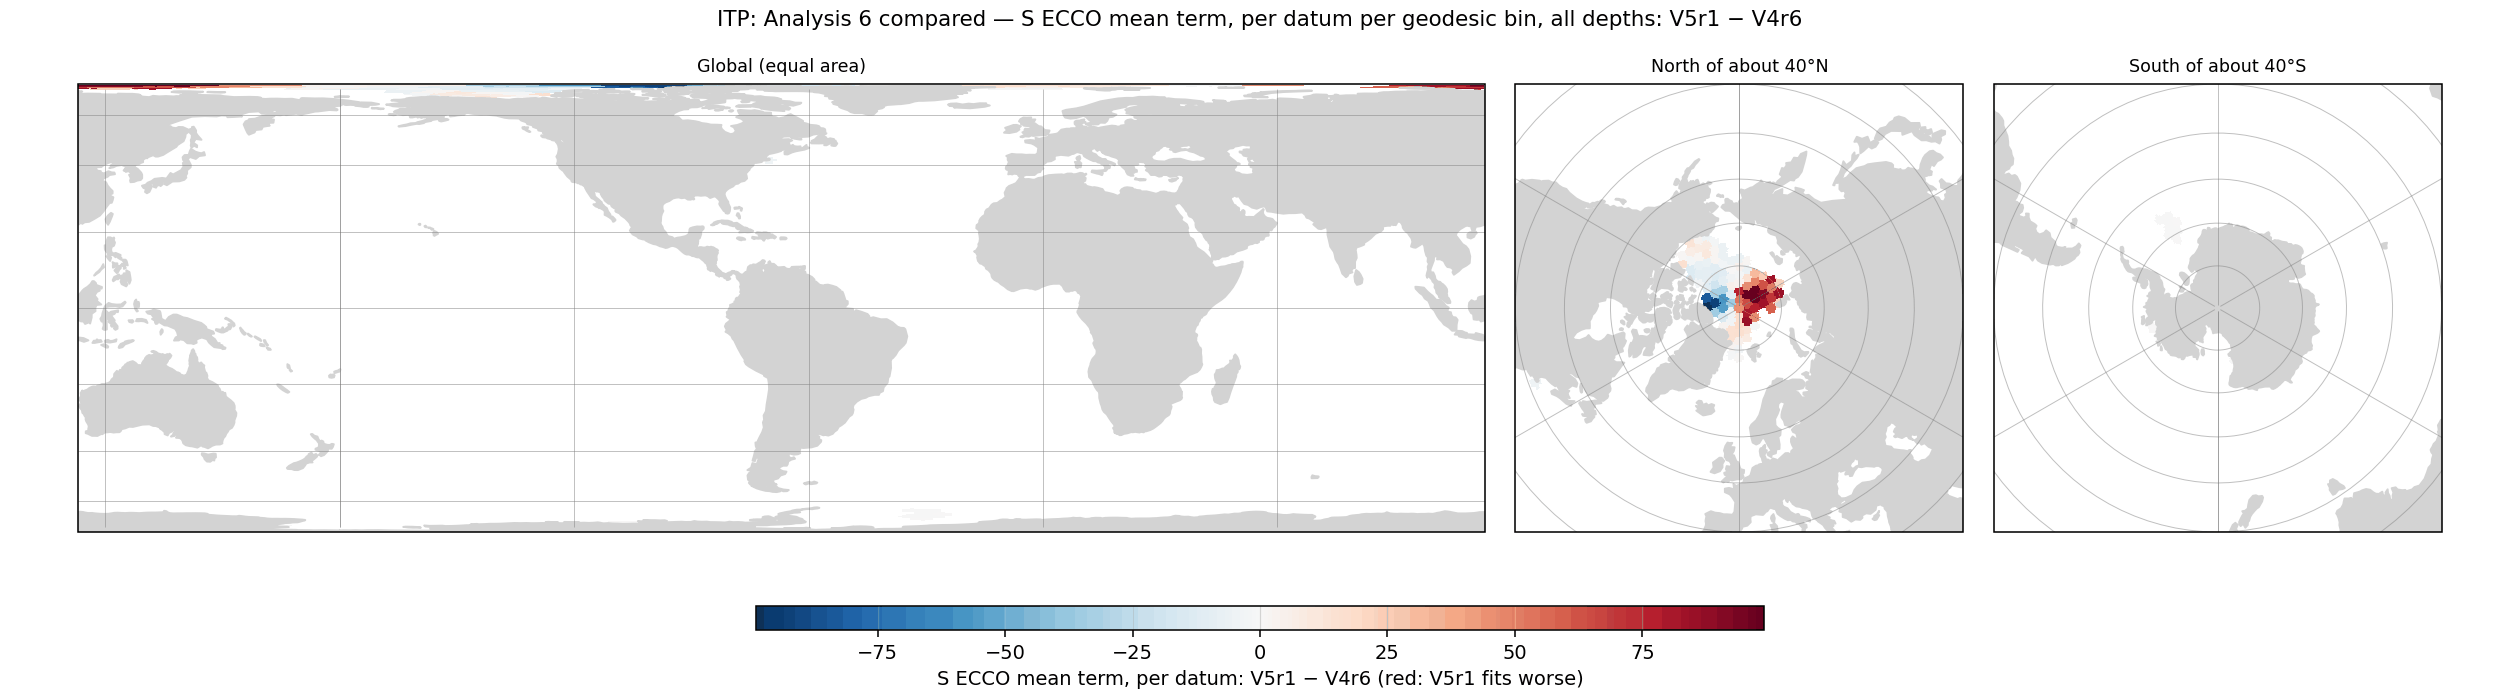 ITP: Analysis 6 compared — S ECCO mean term, per datum per geodesic bin, all depths: V5r1 − V4r6
Global (equal area)
North of about 40°N
South of about 40°S
−75 −50 −25 0 25 50 75
S ECCO mean term, per datum: V5r1 − V4r6 (red: V5r1 fits worse)